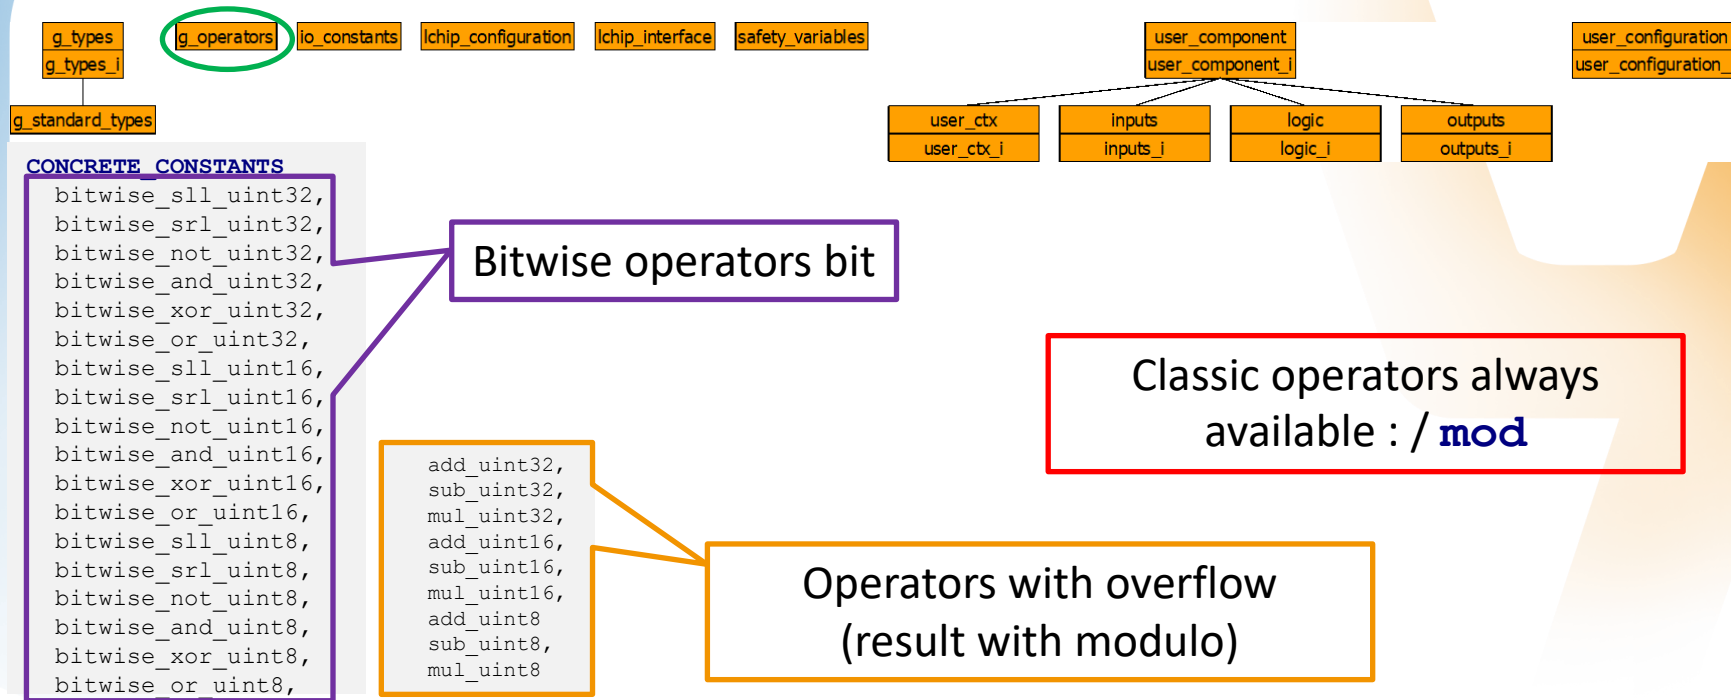 g_types
g_types_i
g_standard_types
g_operators
io_constants
lchip_configuration
lchip_interface
safety_variables
user_component
user_component_i
user_ctx
user_ctx_i
inputs
inputs_i
logic
logic_i
outputs
outputs_i
user_configuration
user_configuration_
CONCRETE_CONSTANTS
bitwise_sll_uint32,
bitwise_srl_uint32,
bitwise_not_uint32,
bitwise_and_uint32,
bitwise_xor_uint32,
bitwise_or_uint32,
bitwise_sll_uint16,
bitwise_srl_uint16,
bitwise_not_uint16,
bitwise_and_uint16,
bitwise_xor_uint16,
bitwise_or_uint16,
bitwise_sll_uint8,
bitwise_srl_uint8,
bitwise_not_uint8,
bitwise_and_uint8,
bitwise_xor_uint8,
bitwise_or_uint8,
Bitwise operators bit
add_uint32,
sub_uint32,
mul_uint32,
add_uint16,
sub_uint16,
mul_uint16,
add_uint8
sub_uint8,
mul_uint8
Operators with overflow
(result with modulo)
Classic operators always
available : / mod